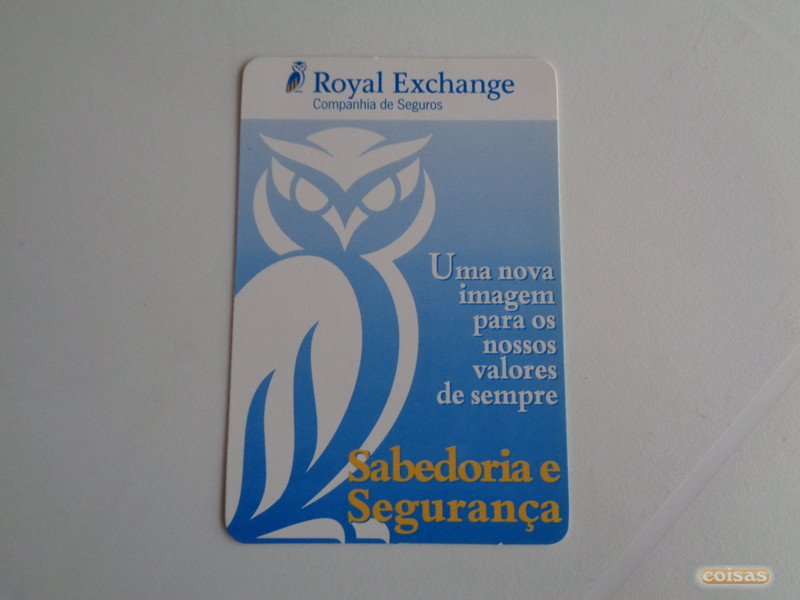 Royal Exchange
Companhia de Seguros
Uma nova
imagem
para os
nossos
valores
de sempre
Sabedoria e
Segurança
coisas